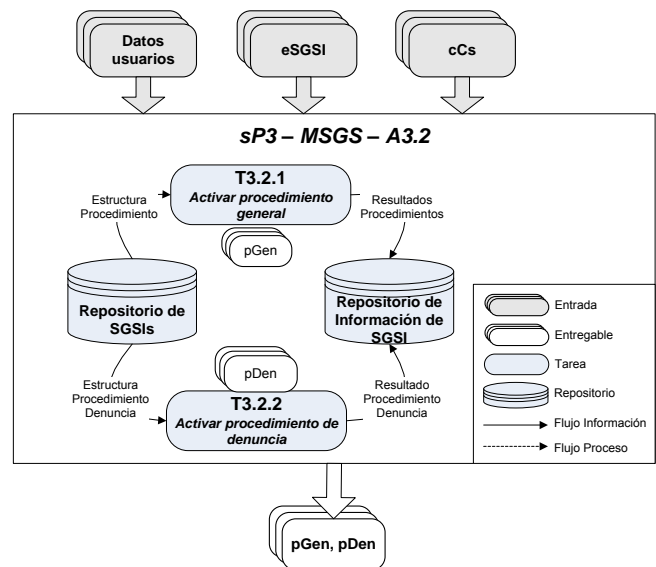 Datos
usuarios
eSGSI
cCs
sP3 – MSGS – A3.2
T3.2.1
Activar procedimiento
general
Estructura
Procedimiento
Resultados
Procedimientos
pGen
Repositorio de
SGSIs
Repositorio de
Información de
SGSI
pDen
Estructura
Procedimiento
Denuncia
Resultado
Procedimiento
Denuncia
T3.2.2
Activar procedimiento de
denuncia
Entrada
Entregable
Tarea
Repositorio
Flujo Información
Flujo Proceso
pGen, pDen